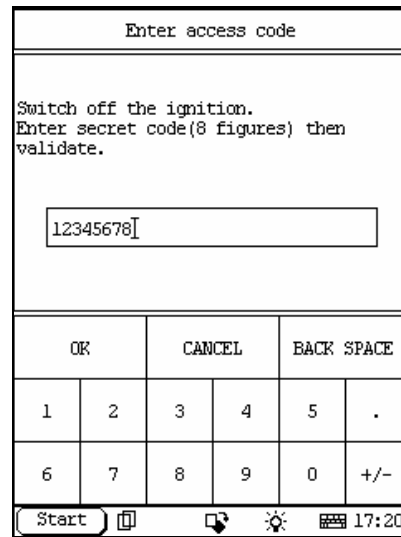 Enter access code
Switch off the ignition.
Enter secret code(8 figures) then
validate.
12345678
OK CANCEL BACK SPACE
1 2 3 4 5 .
6 7 8 9 0 +/-
Start 17:20